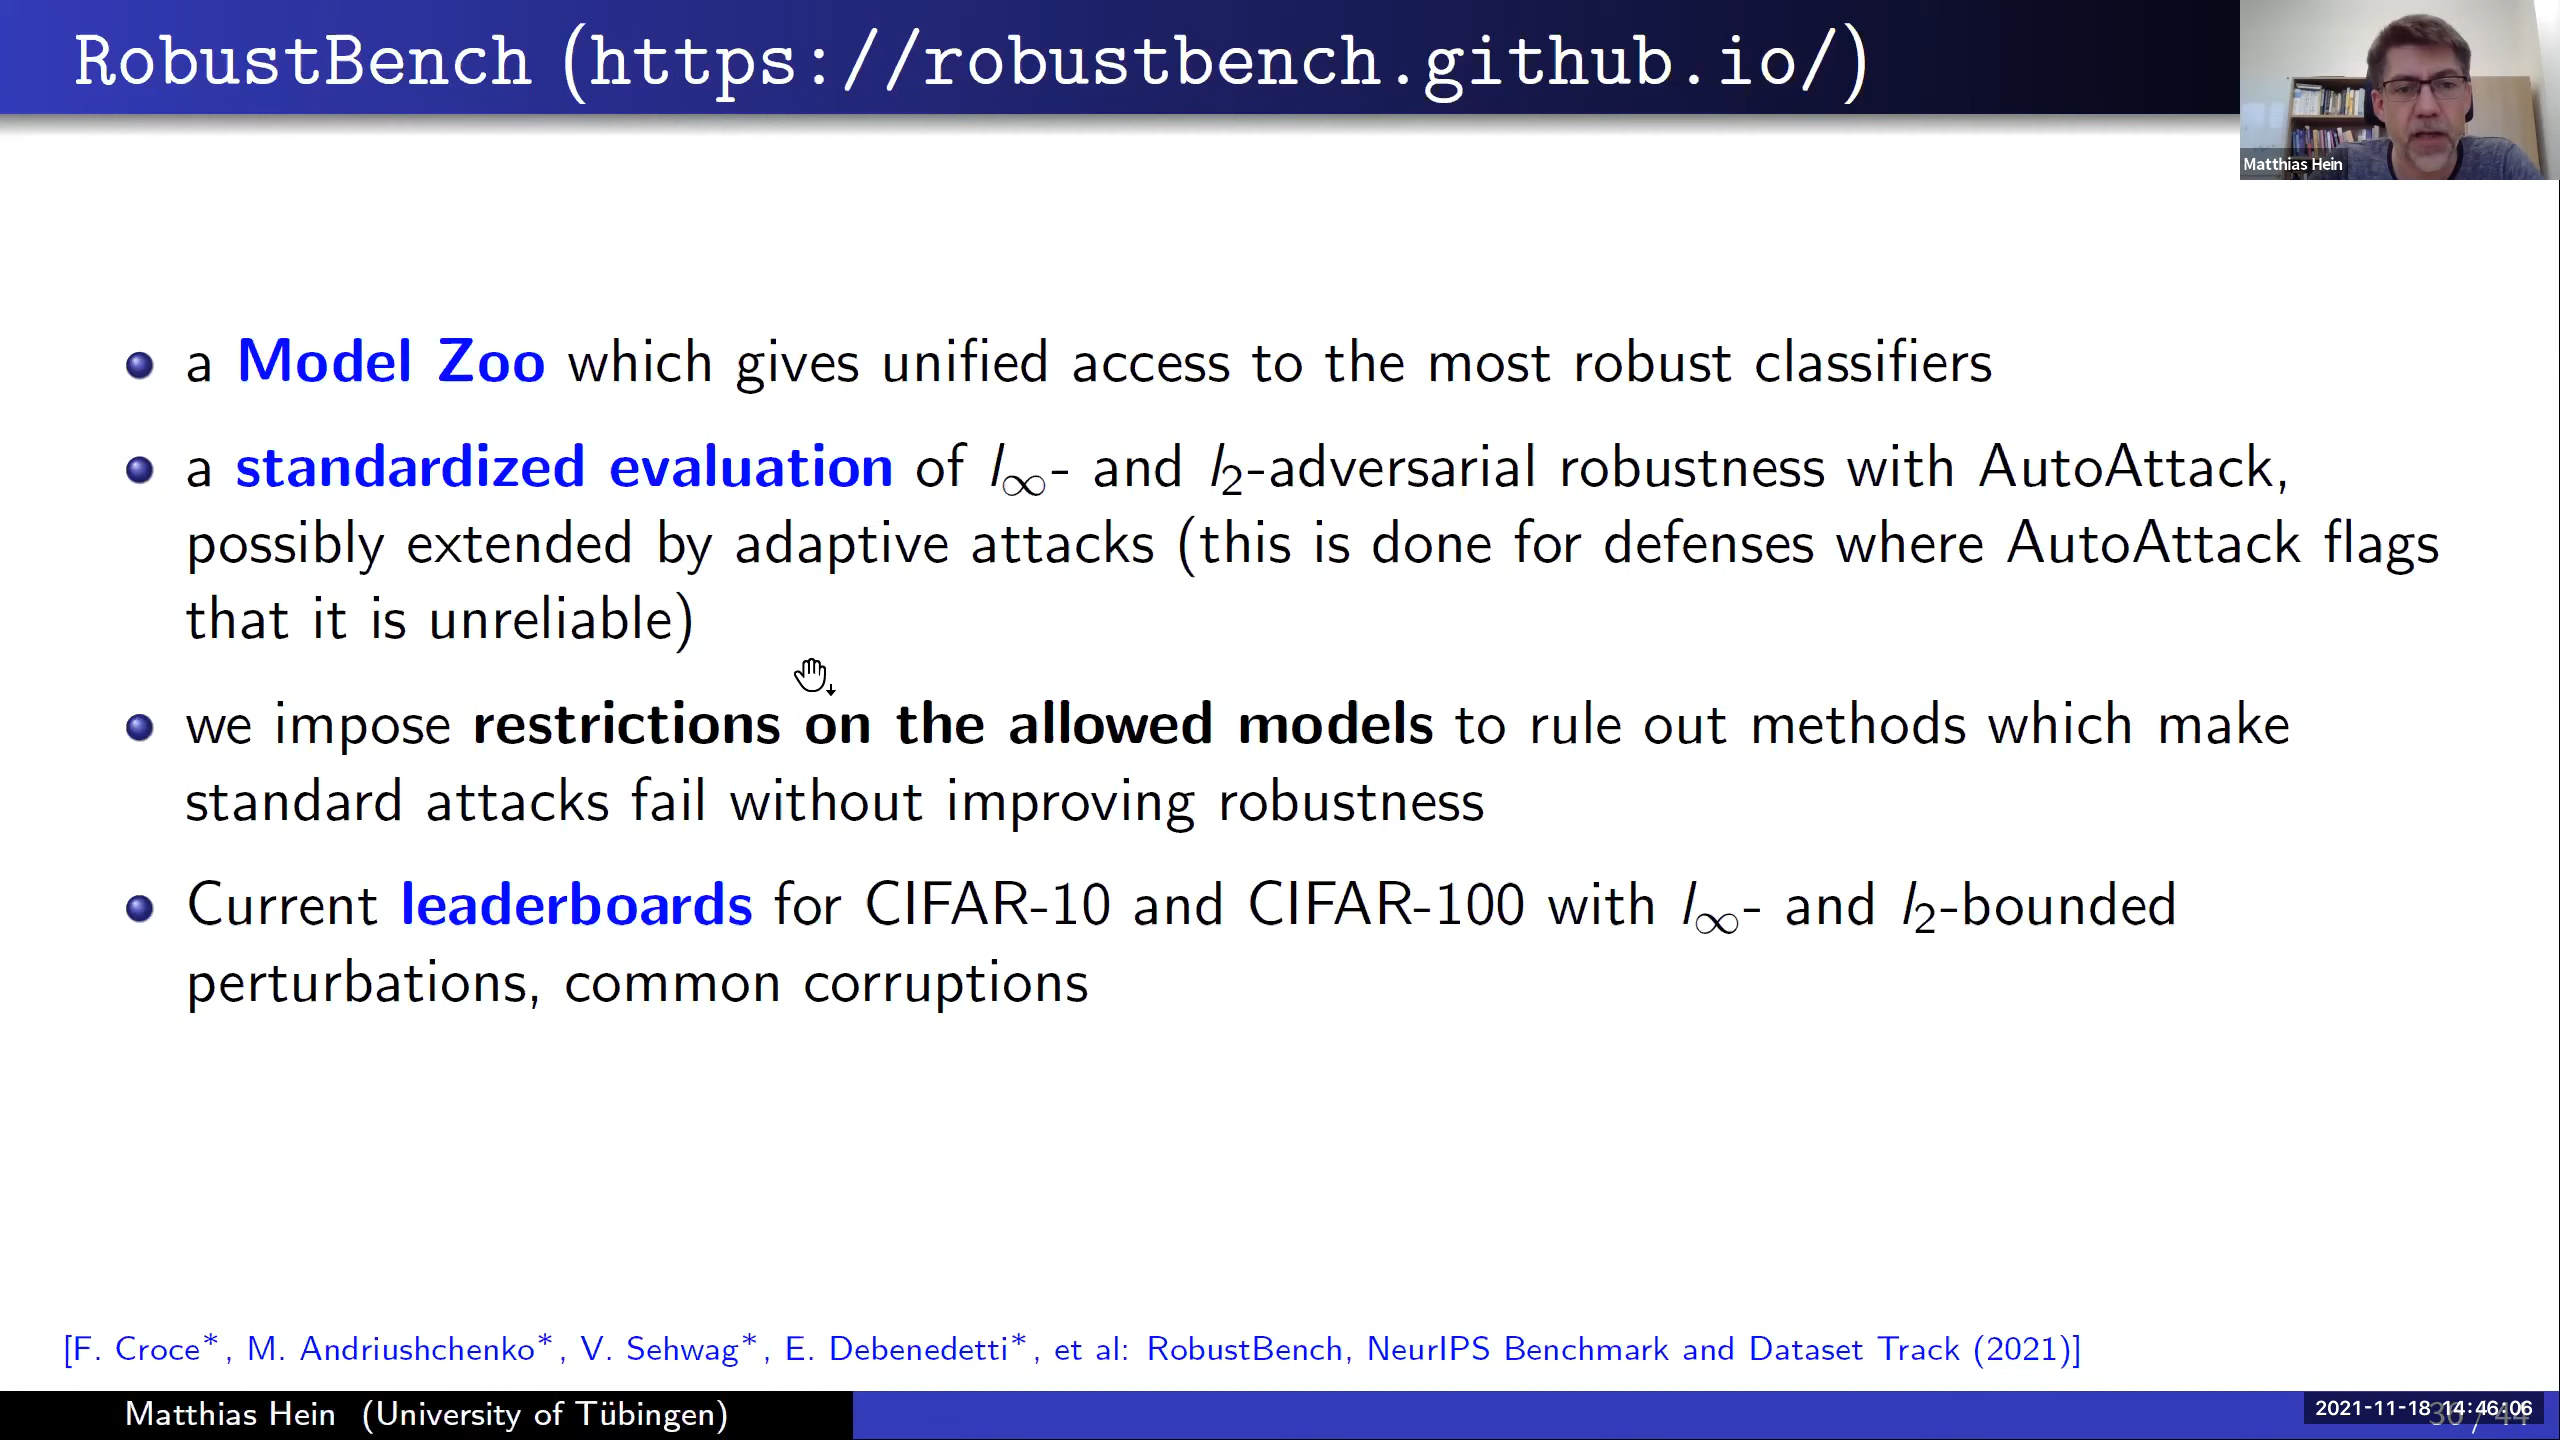 RobustBench (https://robustbench.github.io/)
Matthias Hein
a Model Zoo which gives unified access to the most robust classifiers
a standardized evaluation of l∞- and l2-adversarial robustness with AutoAttack,
possibly extended by adaptive attacks (this is done for defenses where AutoAttack flags
that it is unreliable)
we impose restrictions on the allowed models to rule out methods which make
standard attacks fail without improving robustness
Current leaderboards for CIFAR-10 and CIFAR-100 with l∞- and l2-bounded
perturbations, common corruptions
[F. Croce*, M. Andriushchenko*, V. Sehwag*, E. Debenedetti*, et al: RobustBench, NeurIPS Benchmark and Dataset Track (2021)]
Matthias Hein (University of Tübingen)
2021-11-18 14:46:06
36 / 44